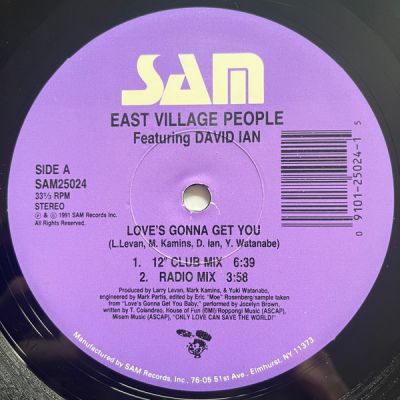 SAM
EAST VILLAGE PEOPLE
Featuring DAVID IAN
SIDE A
SAM25024
33⅓ RPM
STEREO
℗ & © 1991 SAM Records Inc.
All Rights Reserved.
0 9101-25024-1 5
LOVE'S GONNA GET YOU
(L.Levan, M. Kamins, D. Ian, Y. Watanabe)
1. 12" CLUB MIX 6:39
2. RADIO MIX 3:58
Produced by Larry Levan, Mark Kamins, & Yuki Watanabe,
engineered by Mark Partis, edited by Eric "Moe" Rosenberg/sample taken
from "Love's Gonna Get You Baby," performed by Jocelyn Brown,
written by T. Colandreo, House of Fun (BMI)/Roppongi Music (ASCAP),
Misam Music (ASCAP), "ONLY LOVE CAN SAVE THE WORLD!"
Manufactured by SAM Records, Inc., 76-05 51st Ave., Elmhurst, NY 11373